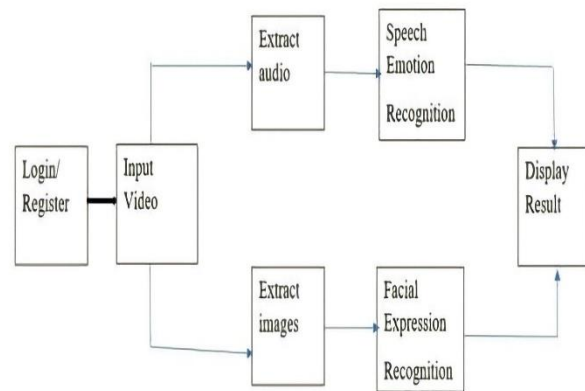 Login/
Register
Input
Video
Extract
audio
Speech
Emotion
Recognition
Extract
images
Facial
Expression
Recognition
Display
Result